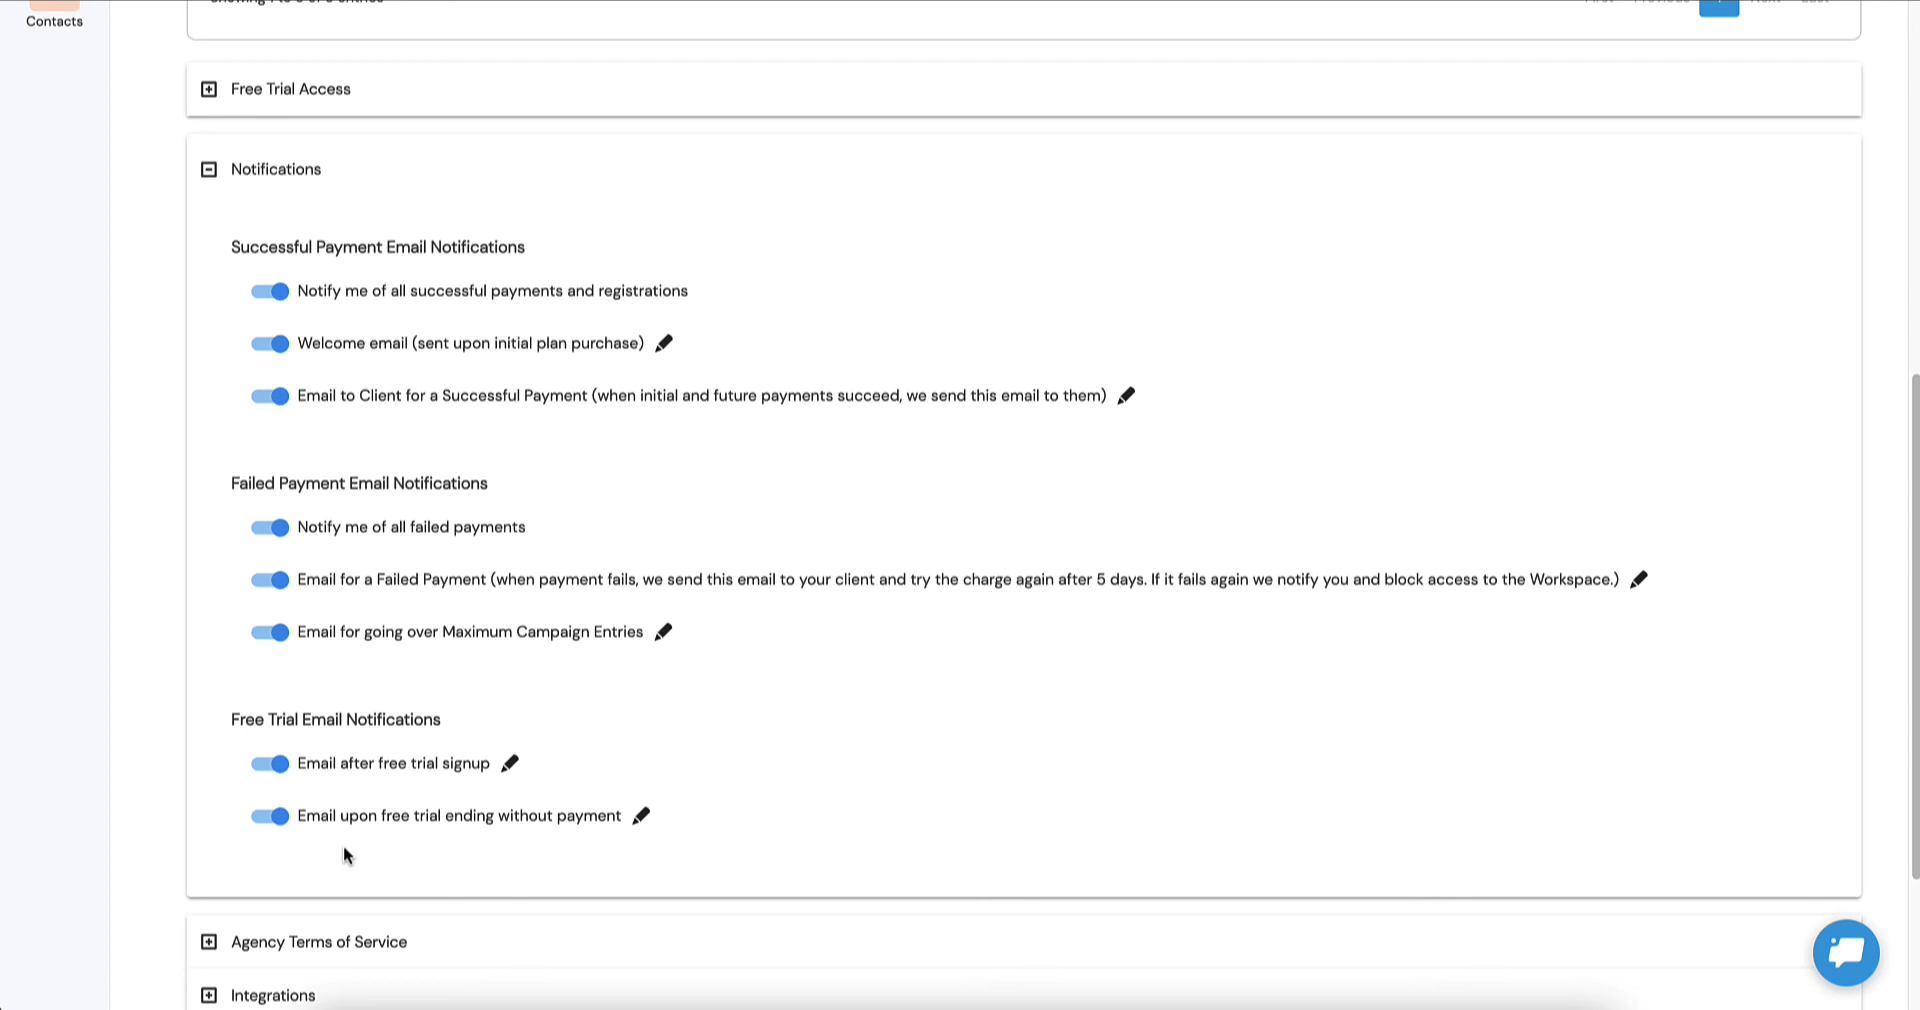 Contacts
Free Trial Access
Notifications
Successful Payment Email Notifications
Notify me of all successful payments and registrations
Welcome email (sent upon initial plan purchase)
Email to Client for a Successful Payment (when initial and future payments succeed, we send this email to them)
Failed Payment Email Notifications
Notify me of all failed payments
Email for a Failed Payment (when payment fails, we send this email to your client and try the charge again after 5 days. If it fails again we notify you and block access to the Workspace.)
Email for going over Maximum Campaign Entries
Free Trial Email Notifications
Email after free trial signup
Email upon free trial ending without payment
Agency Terms of Service
Integrations